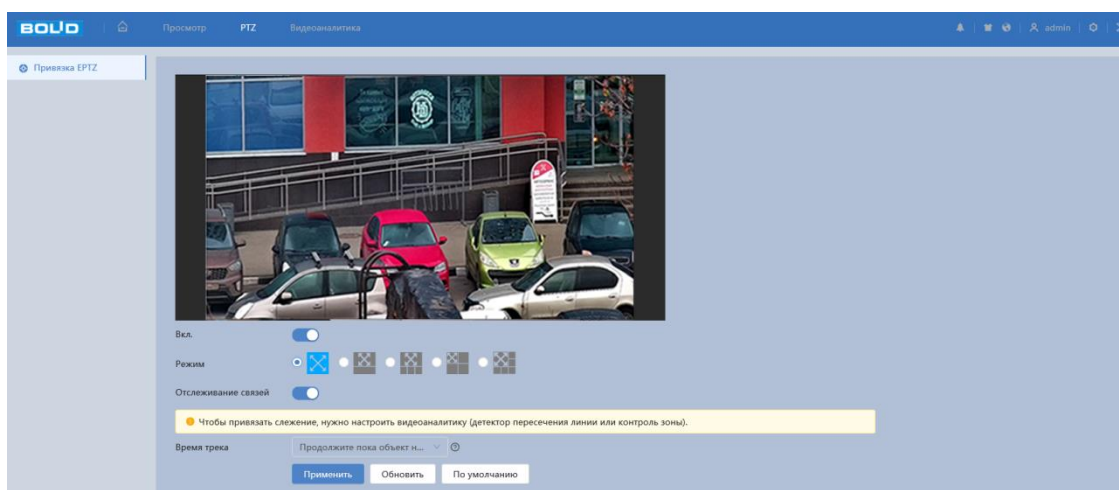 BOLID
Просмотр
PTZ
Видеоаналитика
admin
Привязка EPTZ
Вкл.
Режим
Отслеживание связей
Чтобы привязать слежение, нужно настроить видеоаналитику (детектор пересечения линии или контроль зоны).
Время трека
Продолжите пока объект н...
Применить
Обновить
По умолчанию